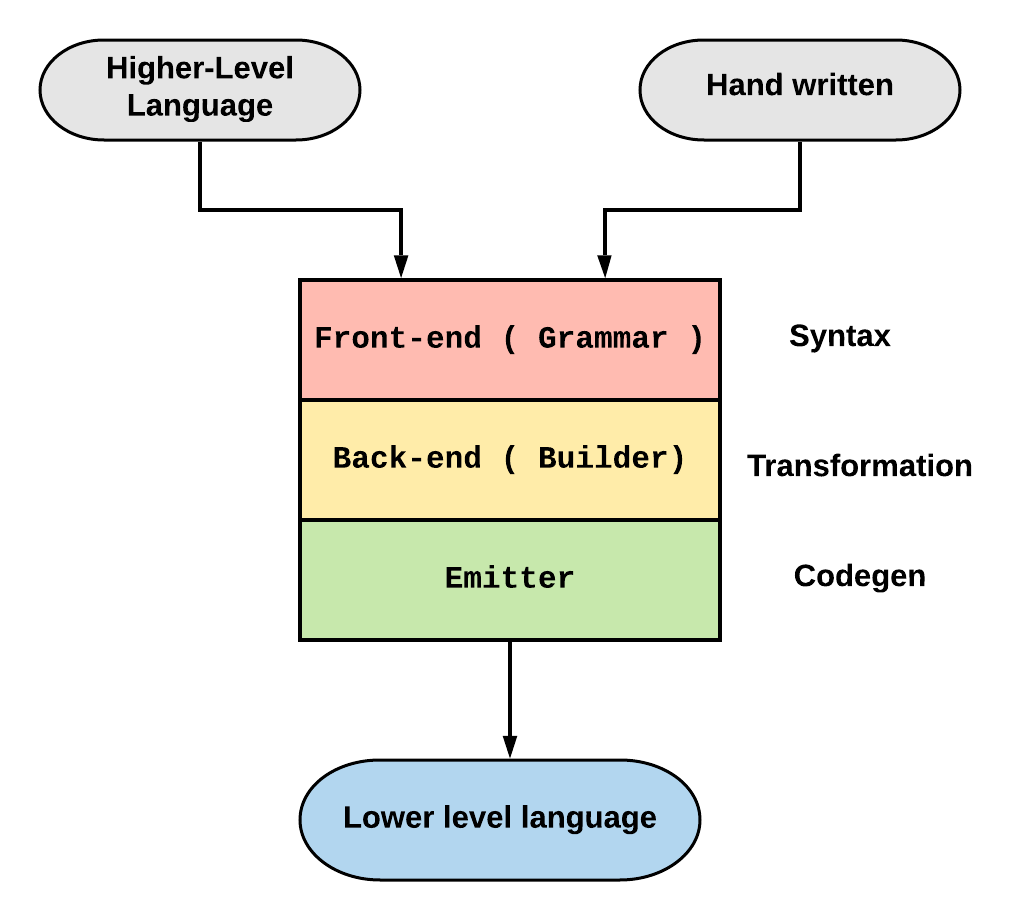 Higher-Level
Language
Hand written
Front-end ( Grammar )
Syntax
Back-end ( Builder)
Transformation
Emitter
Codegen
Lower level language